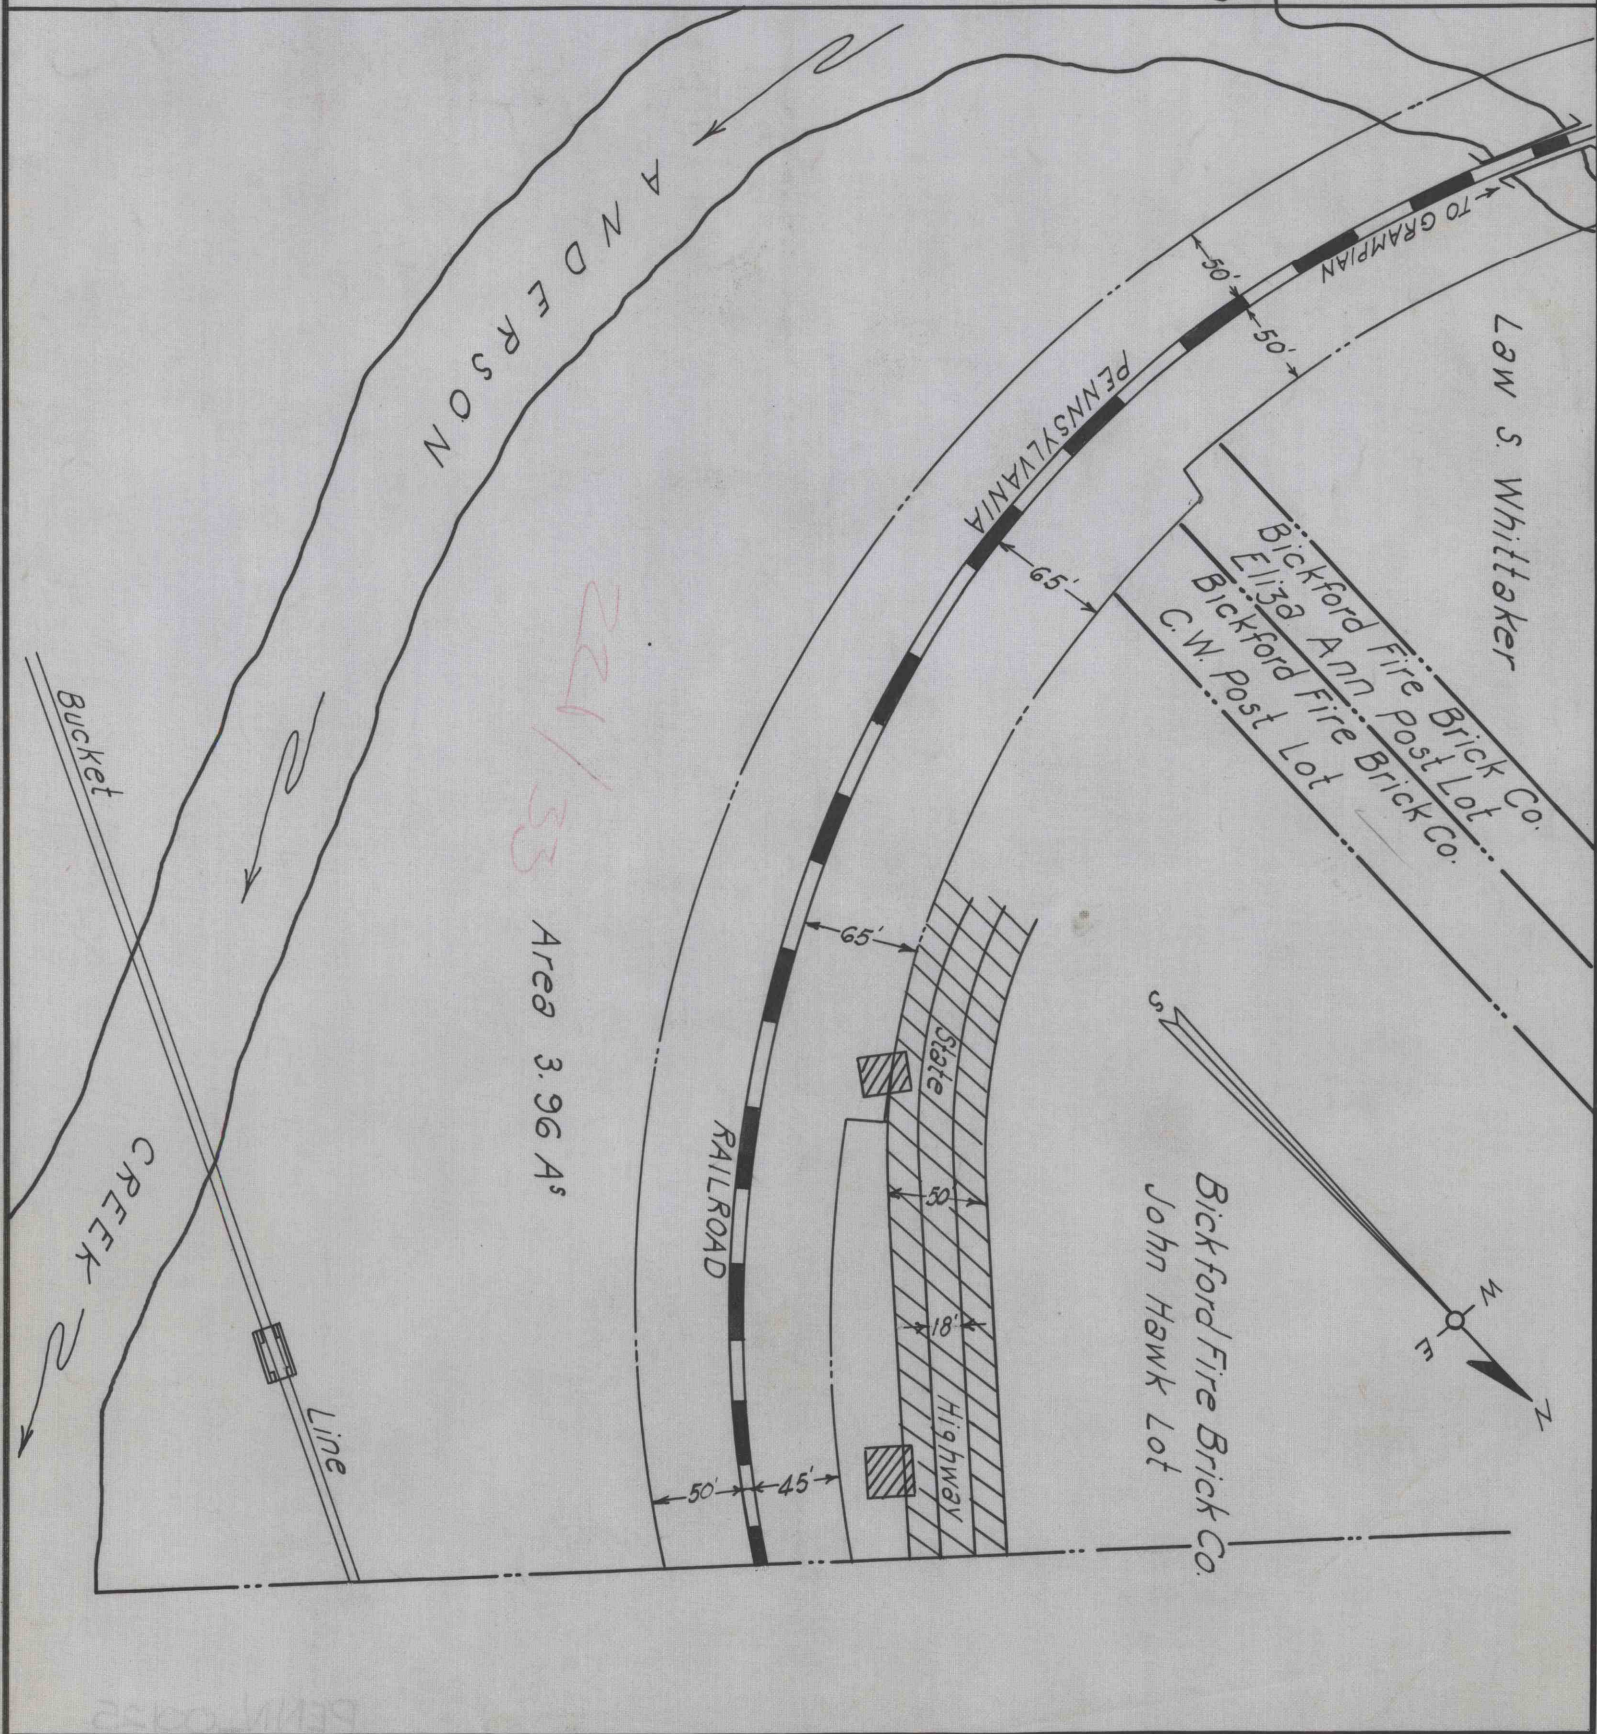 Law S. Whittaker
TO GRAMPIAN
50'
50'
PENNSYLVANIA
65'
Bickford Fire Brick Co.
Eliza Ann Post Lot
Bickford Fire Brick Co.
C. W. Post Lot
ANDERSON
Bucket
65'
State
Area 3.96 As
S
W
E
N
Bickford Fire Brick Co.
John Hawk Lot
RAILROAD
50'
18'
Highway
CREEK
Line
50'
45'
PENN_00125